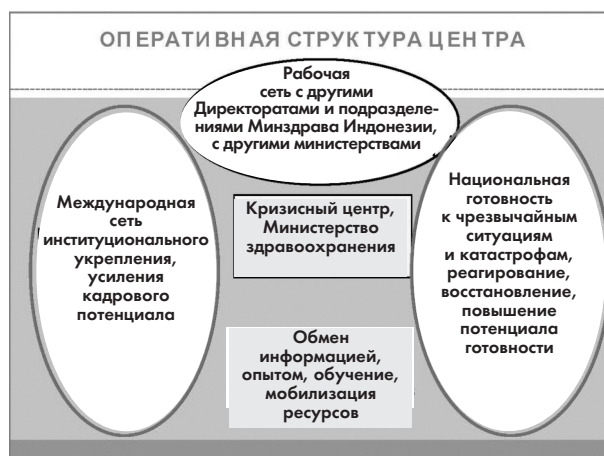 ОПЕРАТИВНАЯ СТРУКТУРА ЦЕНТРА
Рабочая
сеть с другими
Директоратами и подразделе-
ниями Минздрава Индонезии,
с другими министерствами
Международная
сеть
институционального
укрепления,
усиления
кадрового
потенциала
Кризисный центр,
Министерство
здравоохранения
Национальная
готовность
к чрезвычайным
ситуациям
и катастрофам,
реагирование,
восстановление,
повышение
потенциала
готовности
Обмен
информацией,
опытом, обучение,
мобилизация
ресурсов